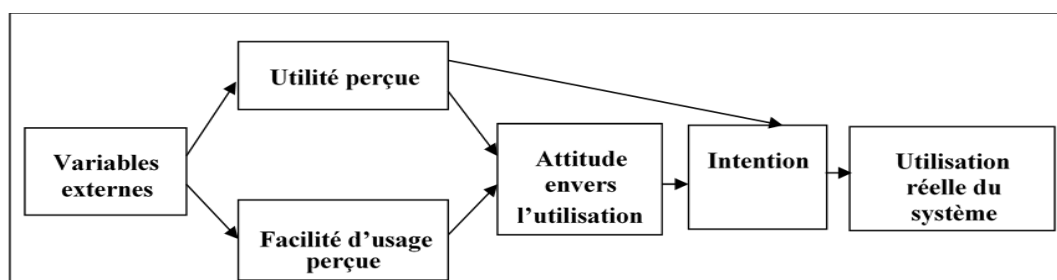 Utilité perçue
Variables
externes
Facilité d'usage
perçue
Attitude
envers
l'utilisation
Intention
Utilisation
réelle du
système